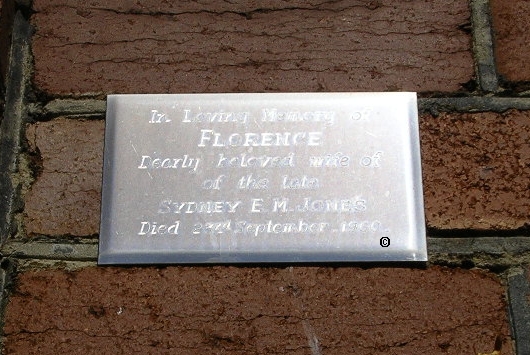 In Loving Memory of
FLORENCE
Dearly beloved wife of
of the late
SYDNEY E. M. JONES
Died September
©